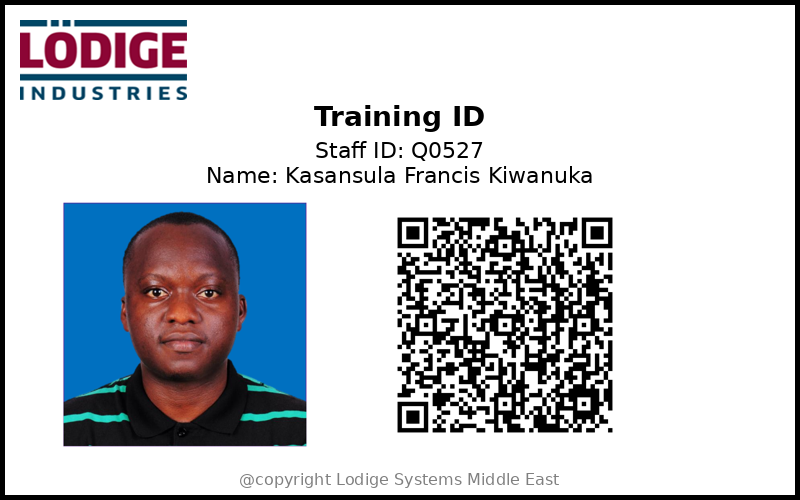 LÖDIGE
INDUSTRIES
Training ID
Staff ID: Q0527
Name: Kasansula Francis Kiwanuka
@copyright Lodige Systems Middle East